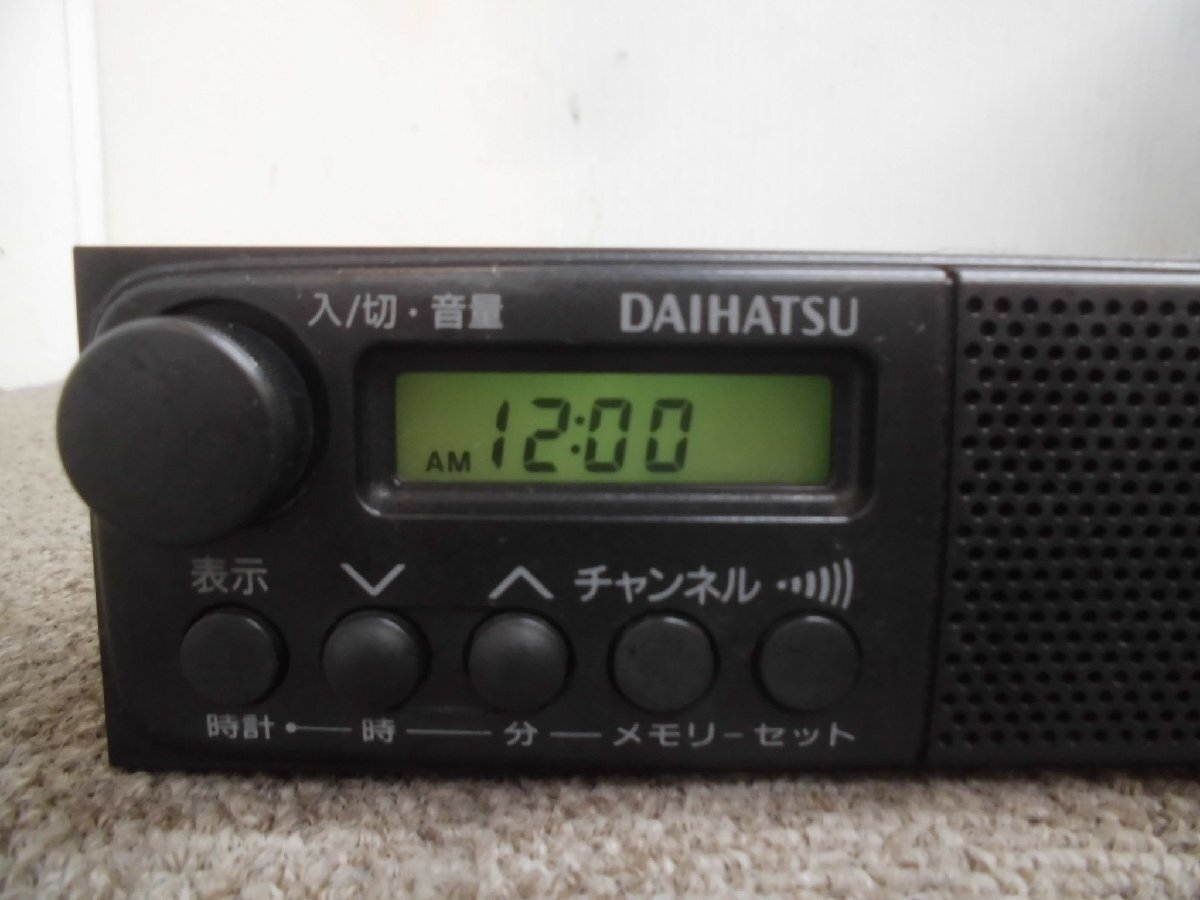 入/切・音量 DAIHATSU
AM 12:00
表示 チャンネル
時計 時 分 メモリーセット